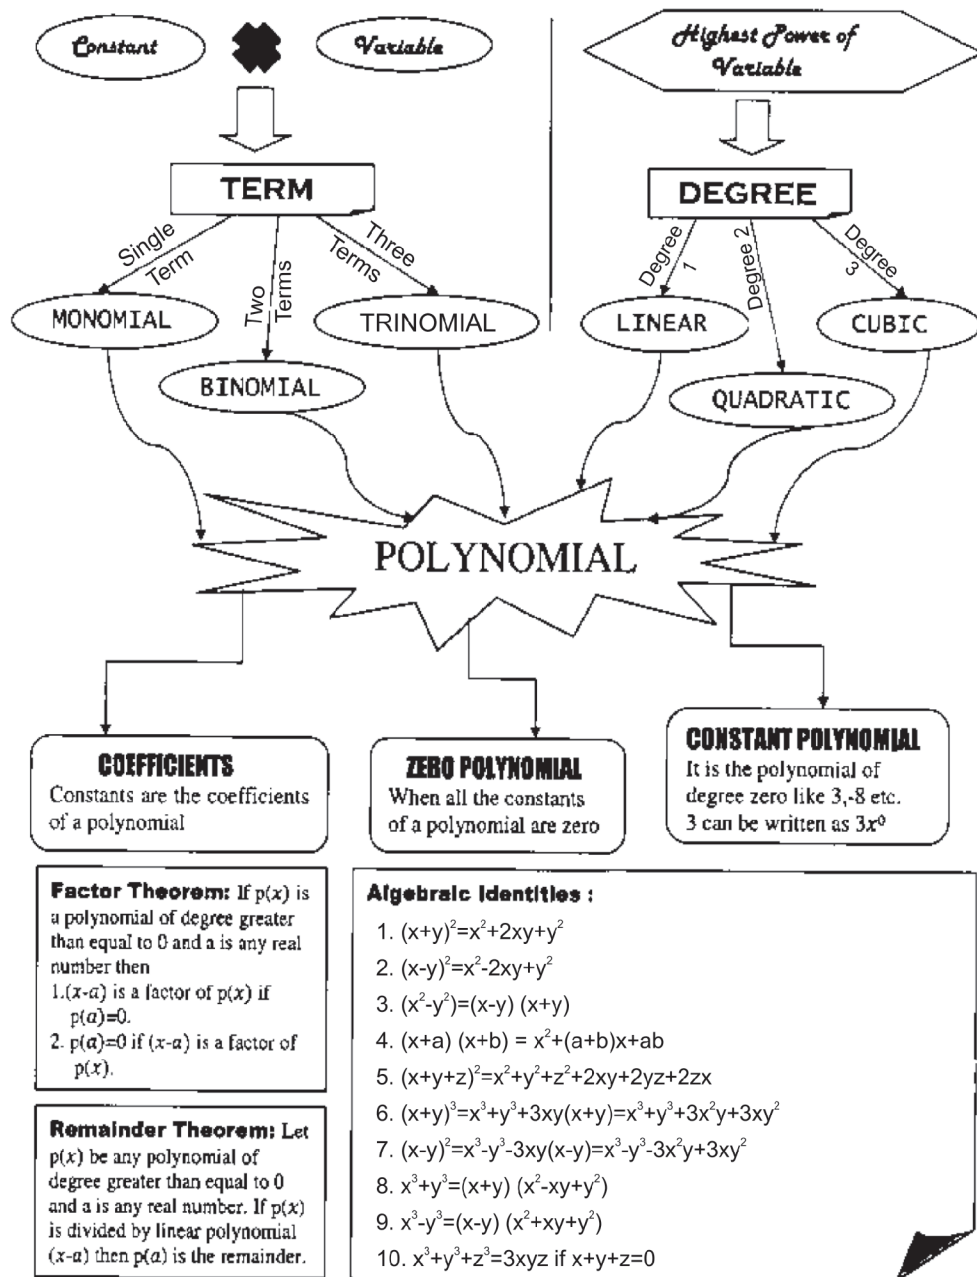 Constant
Variable
Highest Power of
Variable
TERM
DEGREE
Single
Term
Two
Terms
Three
Terms
Degree
1
Degree 2
Degree
3
MONOMIAL
BINOMIAL
TRINOMIAL
LINEAR
QUADRATIC
CUBIC
POLYNOMIAL
COEFFICIENTS
Constants are the coefficients
of a polynomial
ZERO POLYNOMIAL
When all the constants
of a polynomial are zero
CONSTANT POLYNOMIAL
It is the polynomial of
degree zero like 3,-8 etc.
3 can be written as 3x⁰
Factor Theorem: If p(x) is
a polynomial of degree greater
than equal to 0 and a is any real
number then
1.(x-a) is a factor of p(x) if
p(a)=0.
2. p(a)=0 if (x-a) is a factor of
p(x).
Remainder Theorem: Let
p(x) be any polynomial of
degree greater than equal to 0
and a is any real number. If p(x)
is divided by linear polynomial
(x-a) then p(a) is the remainder.
Algebraic Identities :
1. (x+y)²=x²+2xy+y²
2. (x-y)²=x²-2xy+y²
3. (x²-y²)=(x-y) (x+y)
4. (x+a) (x+b) = x²+(a+b)x+ab
5. (x+y+z)²=x²+y²+z²+2xy+2yz+2zx
6. (x+y)³=x³+y³+3xy(x+y)=x³+y³+3x²y+3xy²
7. (x-y)²=x³-y³-3xy(x-y)=x³-y³-3x²y+3xy²
8. x³+y³=(x+y) (x²-xy+y²)
9. x³-y³=(x-y) (x²+xy+y²)
10. x³+y³+z³=3xyz if x+y+z=0